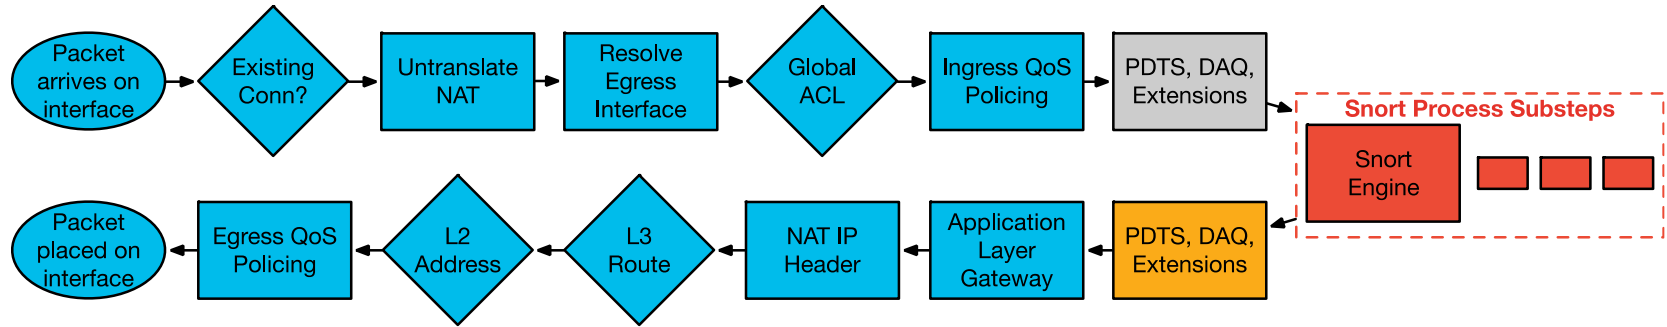 Packet
arrives on
interface
Existing
Conn?
Untranslate
NAT
Resolve
Egress
Interface
Global
ACL
Ingress QoS
Policing
PDTS, DAQ,
Extensions
Snort Process Substeps
Snort
Engine
Packet
placed on
interface
Egress QoS
Policing
L2
Address
L3
Route
NAT IP
Header
Application
Layer
Gateway
PDTS, DAQ,
Extensions